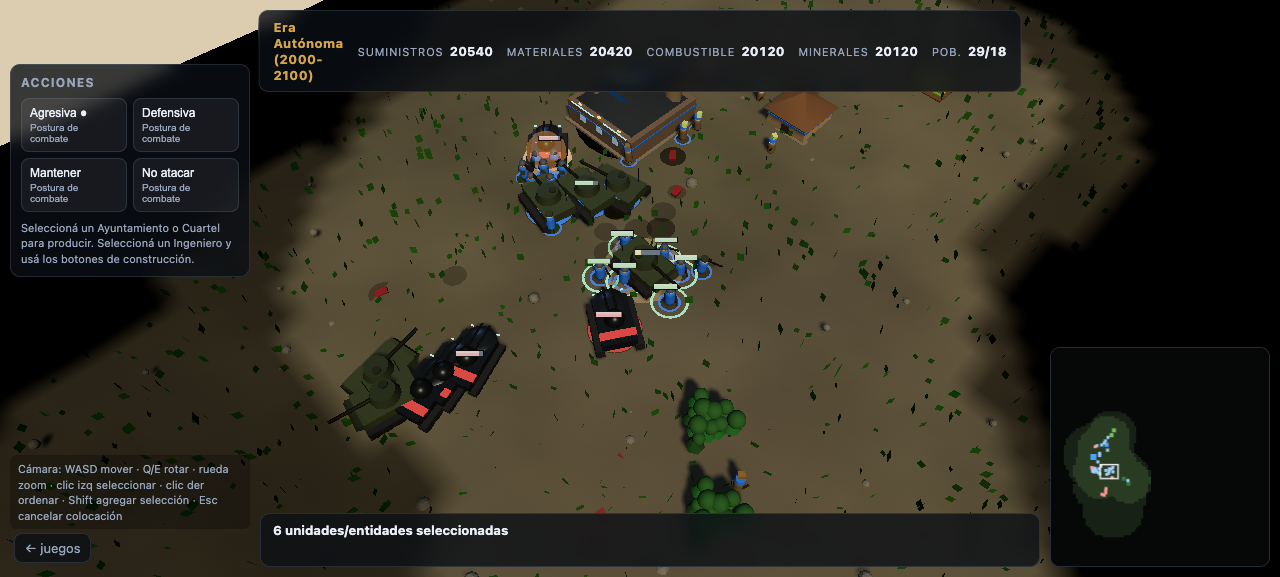 Era
Autónoma
(2000-
2100)
SUMINISTROS 20540 MATERIALES 20420 COMBUSTIBLE 20120 MINERALES 20120 POB. 29/18
ACCIONES
Agresiva •
Postura de
combate
Defensiva
Postura de
combate
Mantener
Postura de
combate
No atacar
Postura de
combate
Seleccioná un Ayuntamiento o Cuartel
para producir. Seleccioná un Ingeniero y
usá los botones de construcción.
Cámara: WASD mover · Q/E rotar · rueda
zoom · clic izq seleccionar · clic der
ordenar · Shift agregar selección · Esc
cancelar colocación
← juegos
6 unidades/entidades seleccionadas